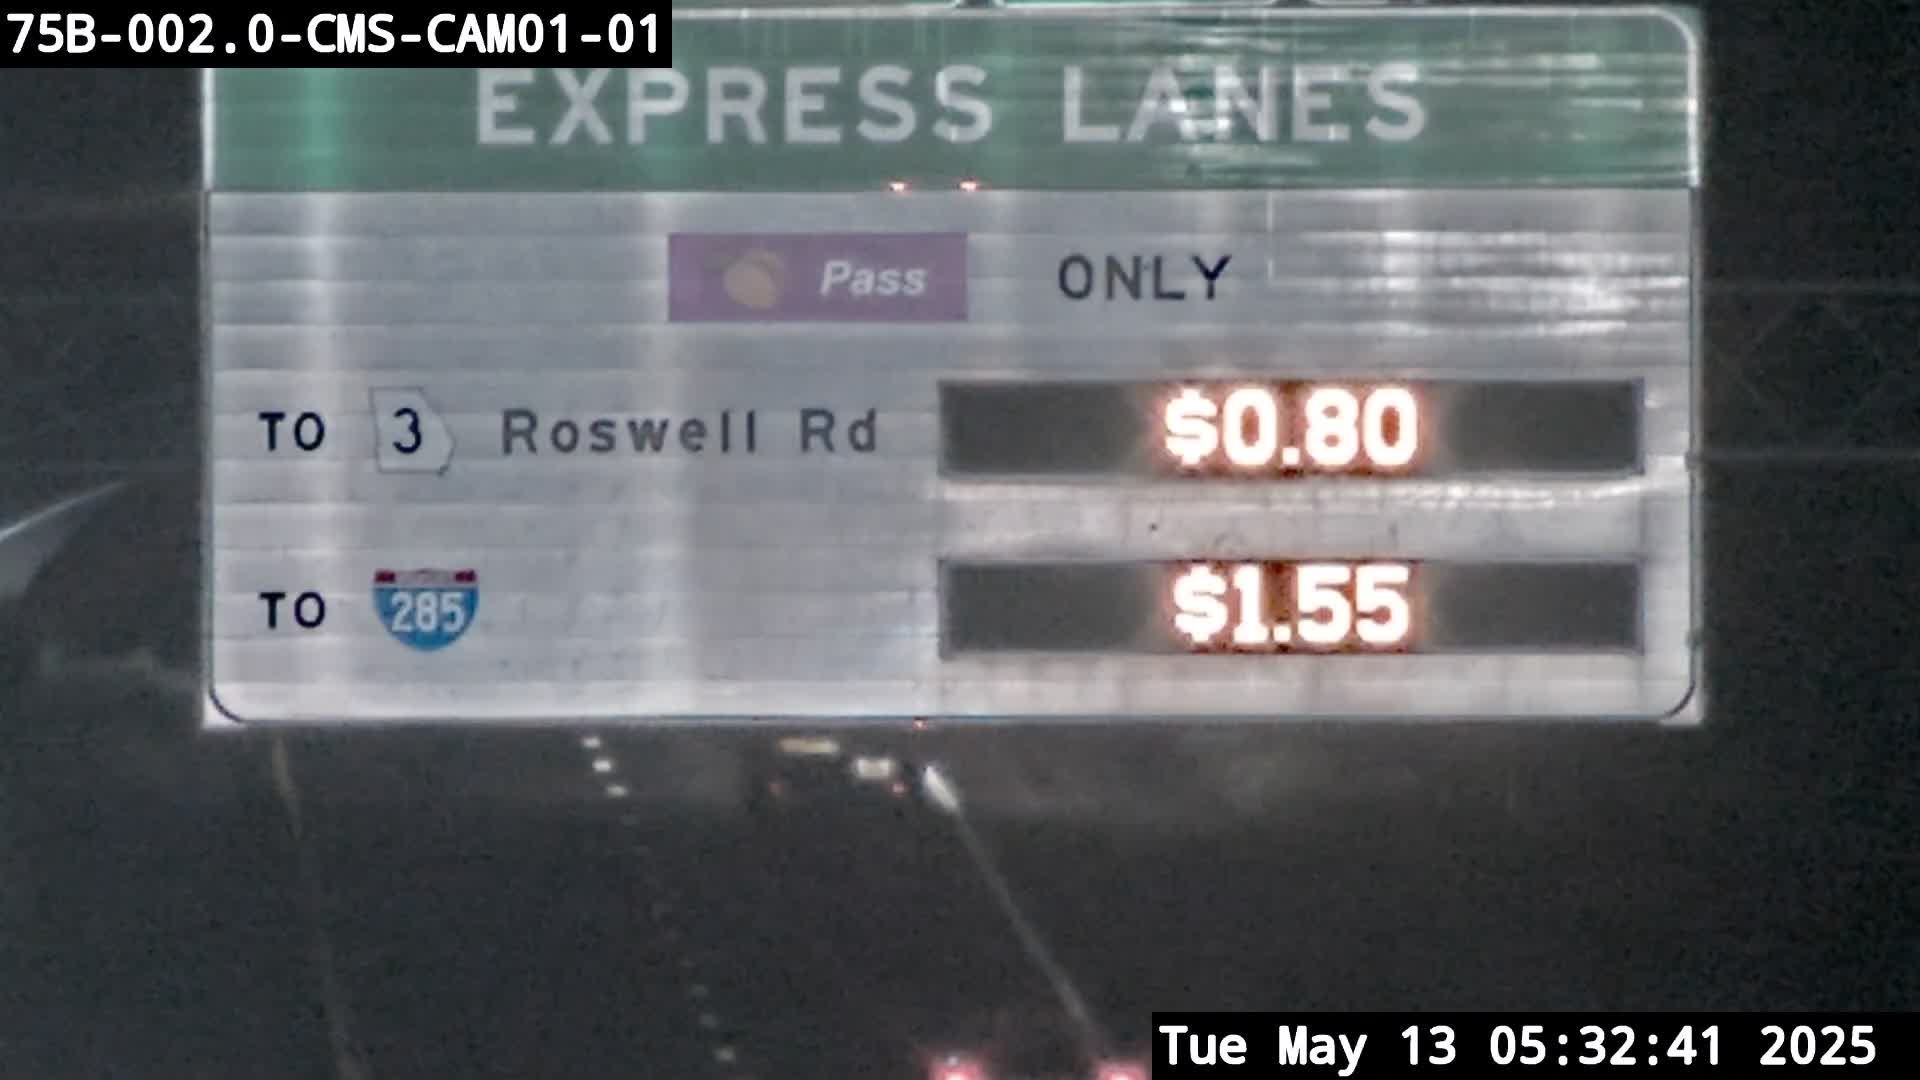 75B-002.0-CMS-CAM01-01
EXPRESS LANES
Pass ONLY
TO 3 Roswell Rd $0.80
TO 285 $1.55
Tue May 13 05:32:41 2025